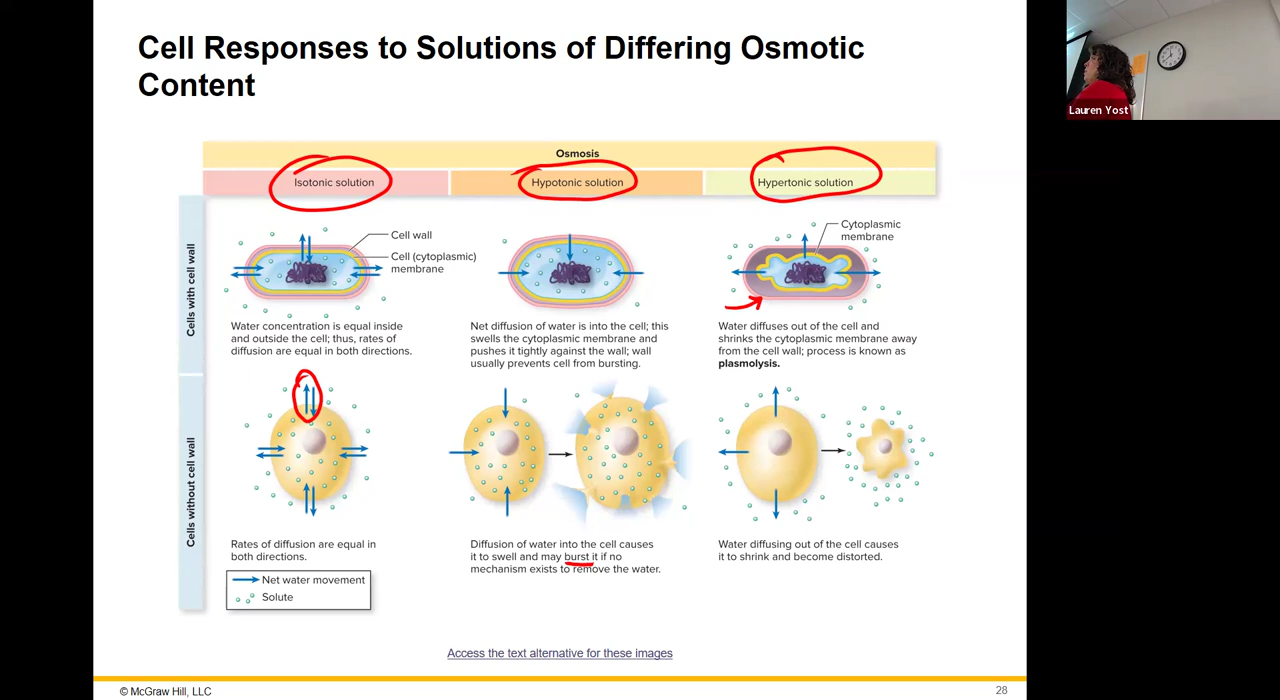 Cell Responses to Solutions of Differing Osmotic
Content
Lauren Yost
Osmosis
Isotonic solution
Hypotonic solution
Hypertonic solution
Cells with cell wall
Cell wall
Cell (cytoplasmic)
membrane
Cytoplasmic
membrane
Water concentration is equal inside
and outside the cell; thus, rates of
diffusion are equal in both directions.
Net diffusion of water is into the cell; this
swells the cytoplasmic membrane and
pushes it tightly against the wall; wall
usually prevents cell from bursting.
Water diffuses out of the cell and
shrinks the cytoplasmic membrane away
from the cell wall; process is known as
plasmolysis.
Cells without cell wall
Rates of diffusion are equal in
both directions.
Diffusion of water into the cell causes
it to swell and may burst it if no
mechanism exists to remove the water.
Water diffusing out of the cell causes
it to shrink and become distorted.
Net water movement
Solute
Access the text alternative for these images
© McGraw Hill, LLC
28